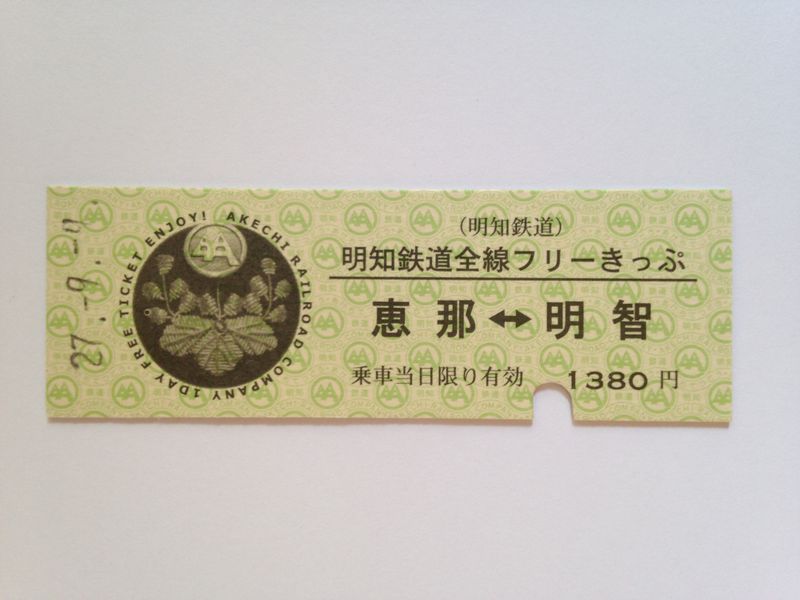 27.-9.-11.
AKECHI RAILROAD COMPANY 1DAY FREE TICKET ENJOY!
(明知鉄道)
明知鉄道全線フリーきっぷ
恵那↔明智
乗車当日限り有効 1380円